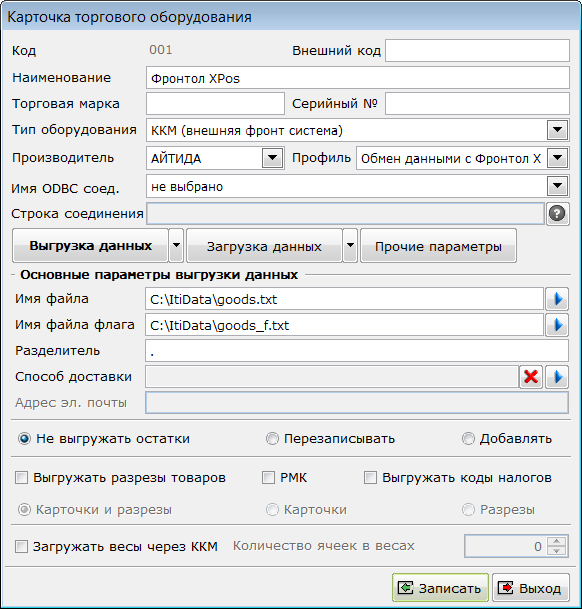 Карточка торгового оборудования
Код 001 Внешний код
Наименование Фронтол XPos
Торговая марка Серийный №
Тип оборудования ККМ (внешняя фронт система)
Производитель АЙТИДА Профиль Обмен данными с Фронтол X
Имя ODBC соед. не выбрано
Строка соединения ?
Выгрузка данных Загрузка данных Прочие параметры
Основные параметры выгрузки данных
Имя файла C:\ItiData\goods.txt
Имя файла флага C:\ItiData\goods_f.txt
Разделитель .
Способ доставки
Адрес эл. почты
Не выгружать остатки Перезаписывать Добавлять
Выгружать разрезы товаров РМК Выгружать коды налогов
Карточки и разрезы Карточки Разрезы
Загружать весы через ККМ Количество ячеек в весах 0
Записать Выход